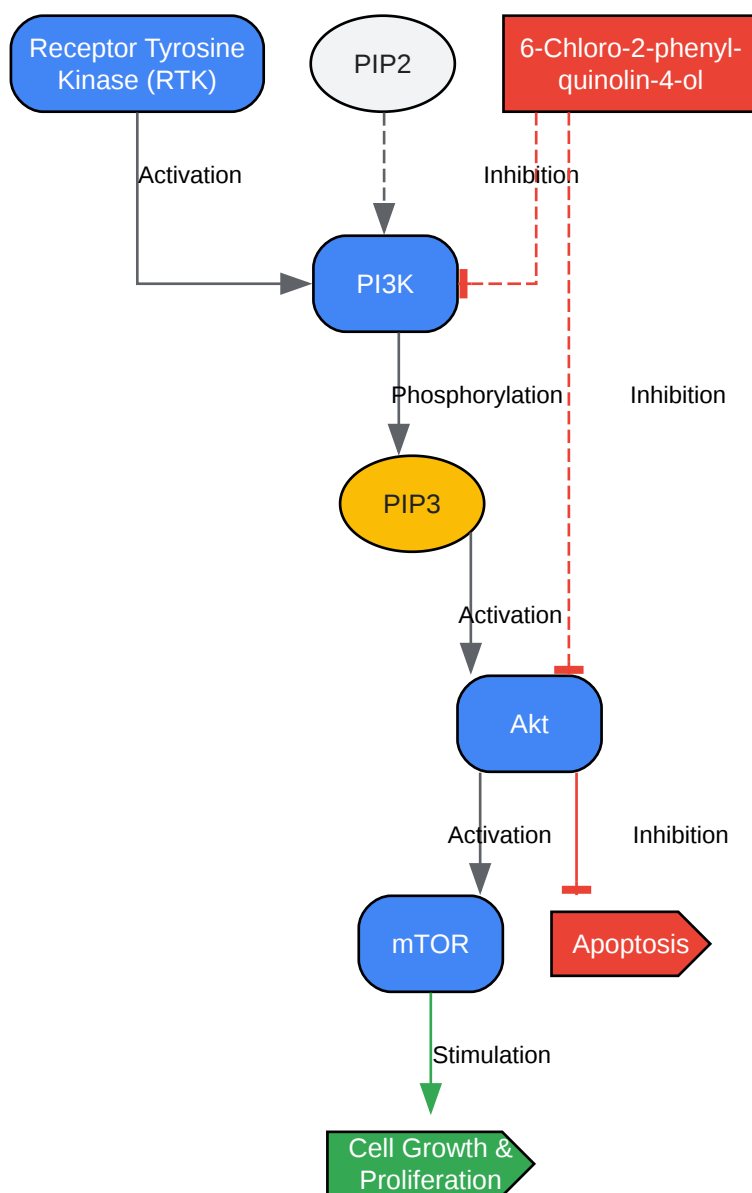 Receptor Tyrosine
Kinase (RTK)
PIP2
6-Chloro-2-phenyl-
quinolin-4-ol
Activation
Inhibition
PI3K
Phosphorylation
Inhibition
PIP3
Activation
Akt
Activation
Inhibition
mTOR
Apoptosis
Stimulation
Cell Growth &
Proliferation